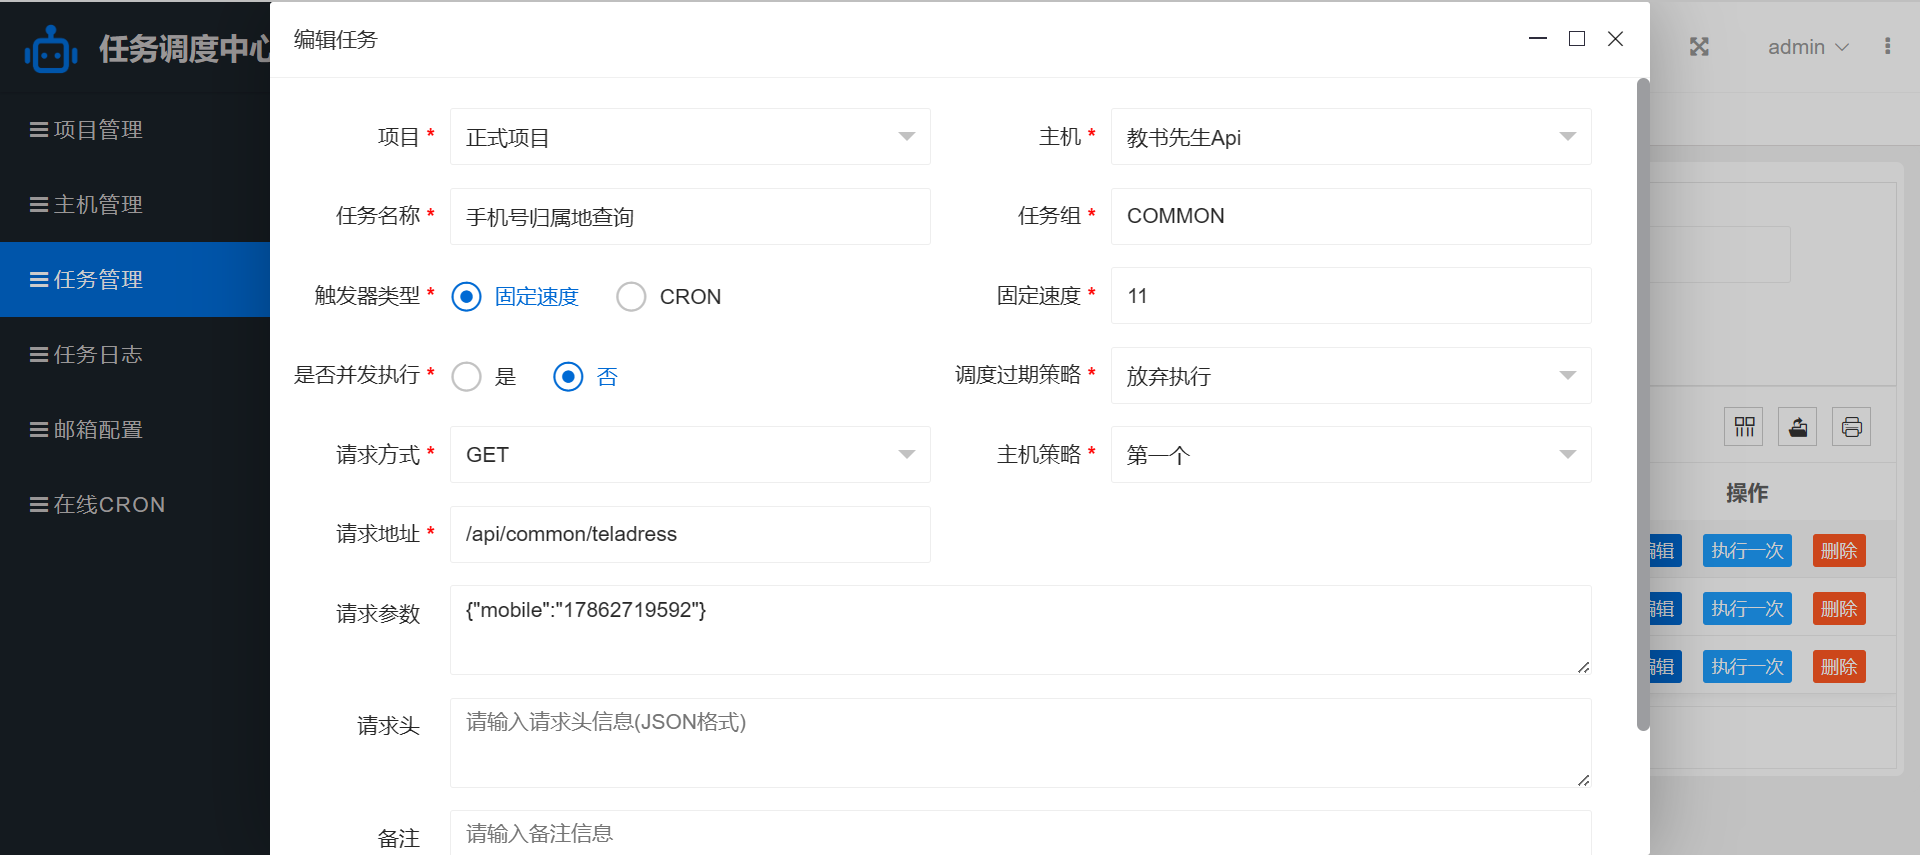 任务调度中心
项目管理
主机管理
任务管理
任务日志
邮箱配置
在线CRON
编辑任务
admin
项目 * 正式项目
主机 * 教书先生Api
任务名称 * 手机号归属地查询
任务组 * COMMON
触发器类型 * 固定速度 CRON
固定速度 * 11
是否并发执行 * 是 否
调度过期策略 * 放弃执行
请求方式 * GET
主机策略 * 第一个
请求地址 * /api/common/teladress
请求参数 {"mobile":"17862719592"}
请求头 请输入请求头信息(JSON格式)
备注 请输入备注信息
操作
编辑 执行一次 删除
编辑 执行一次 删除
编辑 执行一次 删除